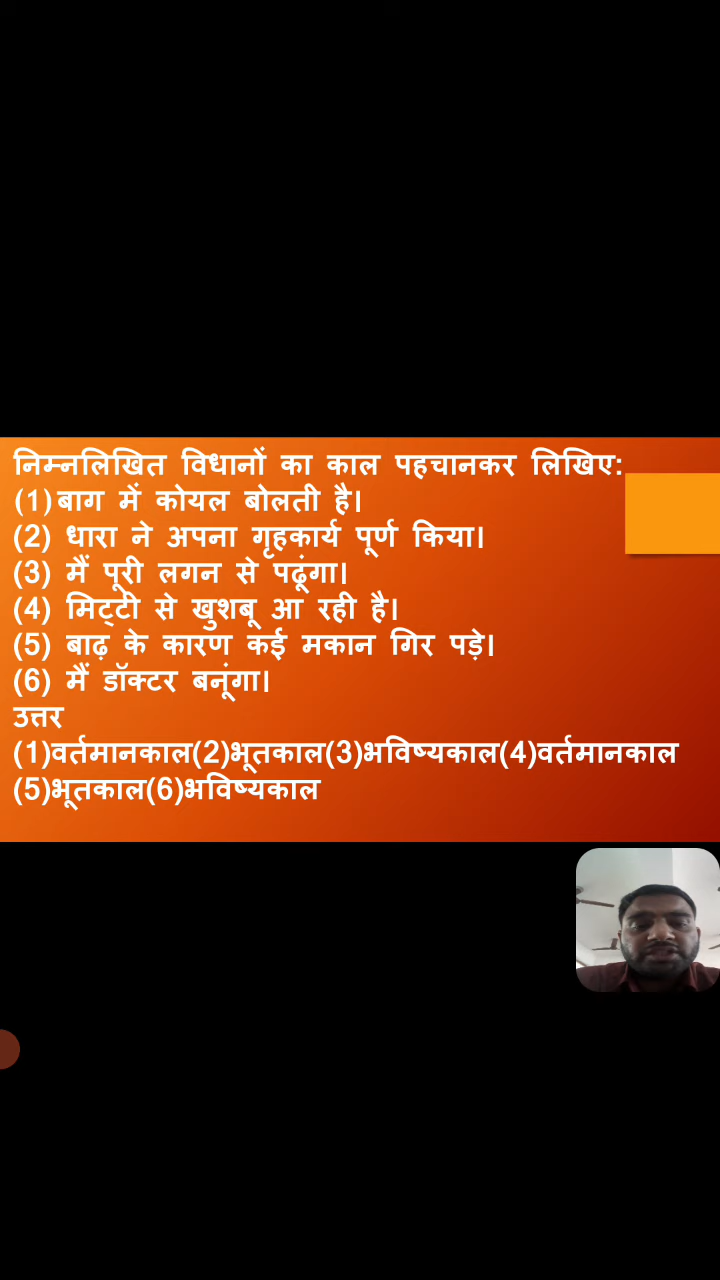 निम्नलिखित विधानों का काल पहचानकर लिखिए:
(1) बाग में कोयल बोलती है।
(2) धारा ने अपना गृहकार्य पूर्ण किया।
(3) मैं पूरी लगन से पढ़ूंगा।
(4) मिट्टी से खुशबू आ रही है।
(5) बाढ़ के कारण कई मकान गिर पड़े।
(6) मैं डॉक्टर बनूंगा।
उत्तर
(1)वर्तमानकाल(2)भूतकाल(3)भविष्यकाल(4)वर्तमानकाल
(5)भूतकाल(6)भविष्यकाल